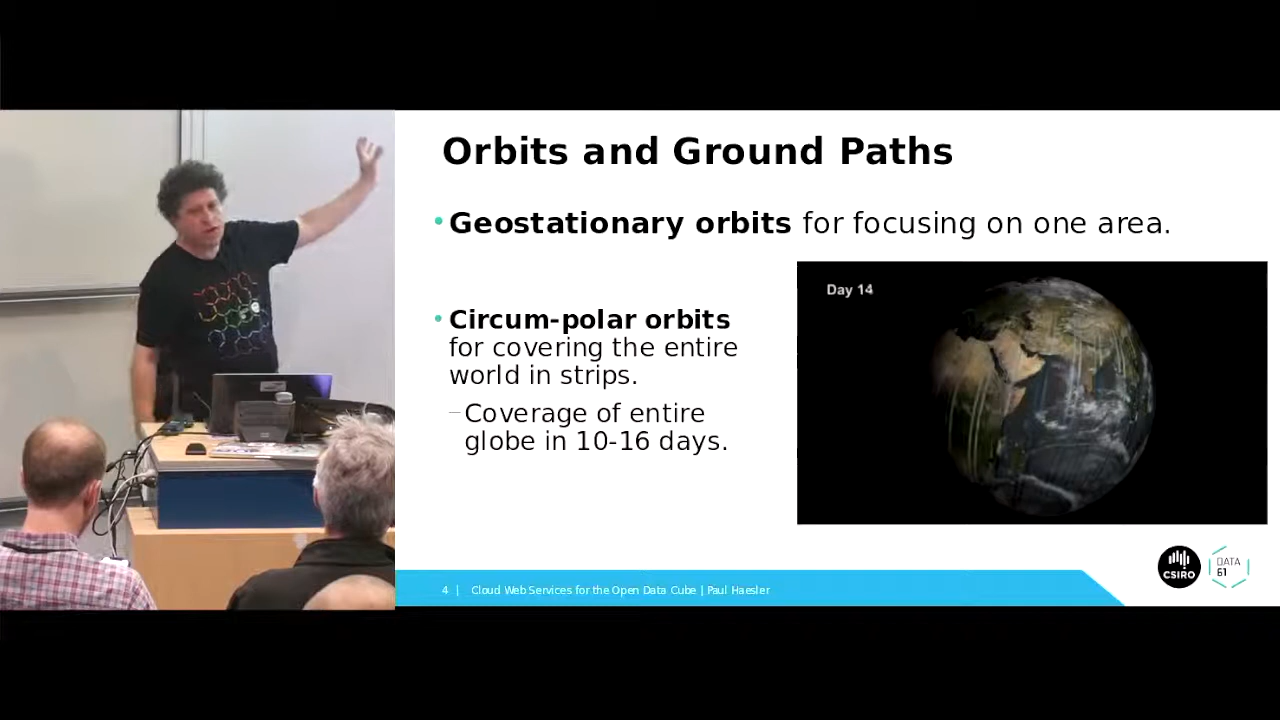 Orbits and Ground Paths
• Geostationary orbits for focusing on one area.
Day 14
• Circum-polar orbits
for covering the entire
world in strips.
– Coverage of entire
globe in 10-16 days.
CSIRO
DATA
61
4 | Cloud Web Services for the Open Data Cube | Paul Haesler